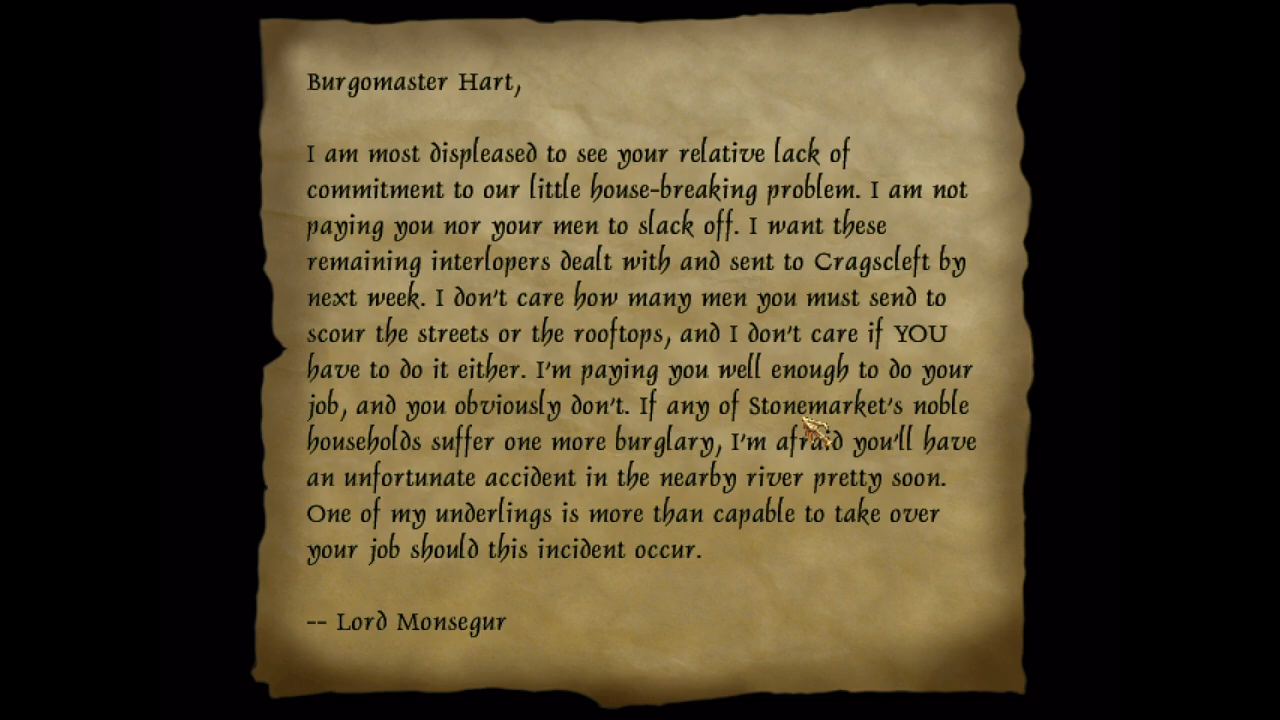 Burgomaster Hart,
I am most displeased to see your relative lack of
commitment to our little house-breaking problem. I am not
paying you nor your men to slack off. I want these
remaining interlopers dealt with and sent to Cragscleft by
next week. I don't care how many men you must send to
scour the streets or the rooftops, and I don't care if YOU
have to do it either. I'm paying you well enough to do your
job, and you obviously don't. If any of Stonemarket's noble
households suffer one more burglary, I'm afraid you'll have
an unfortunate accident in the nearby river pretty soon.
One of my underlings is more than capable to take over
your job should this incident occur.
-- Lord Monsegur